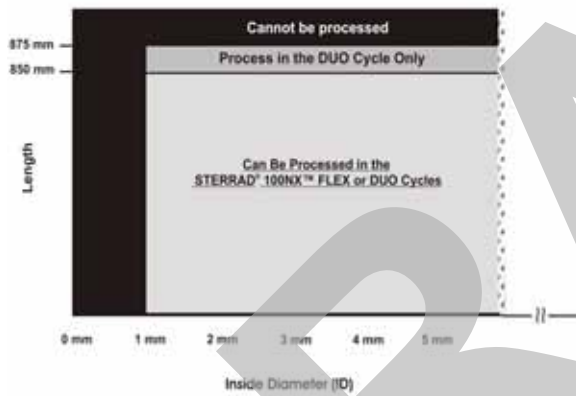 Cannot be processed
875 mm
Process in the DUO Cycle Only
850 mm
Length
Can Be Processed in the
STERRAD® 100NX™ FLEX or DUO Cycles
0 mm 1 mm 2 mm 3 mm 4 mm 5 mm
Inside Diameter (ID)